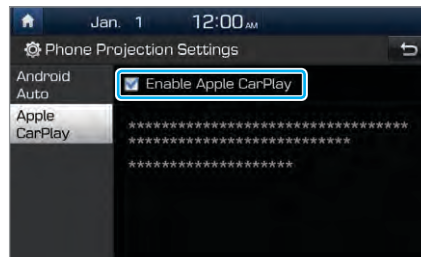 Jan. 1 12:00 AM
Phone Projection Settings
Android
Auto
Enable Apple CarPlay
Apple
CarPlay
***********************************
****************************
*********************